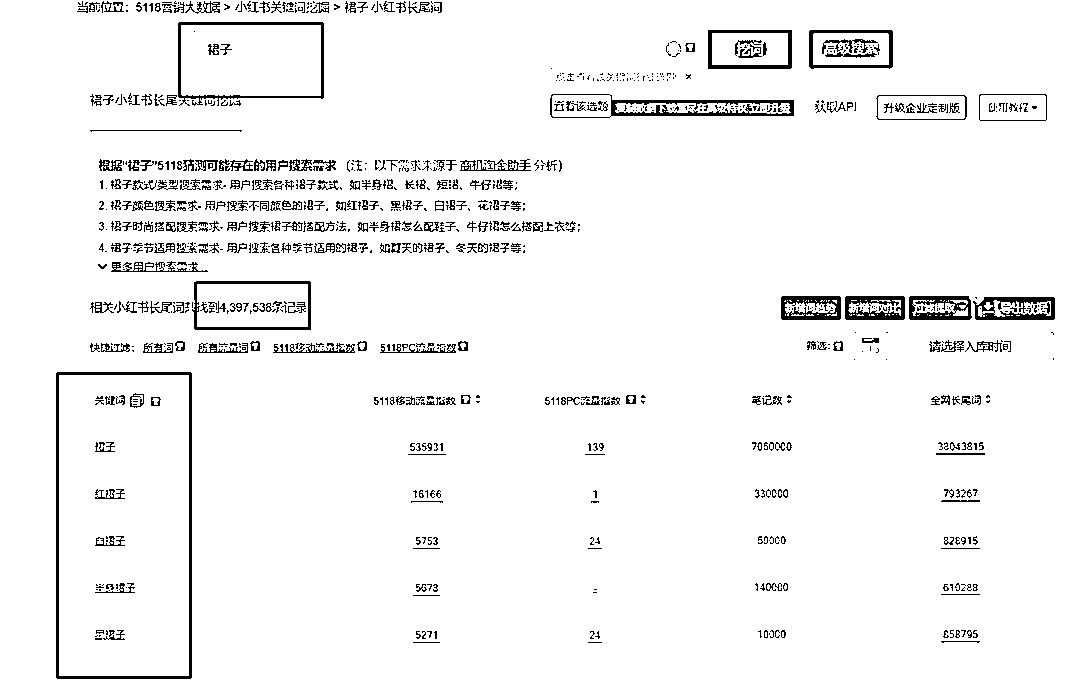 当前位置：5118营销大数据 > 小红书关键词挖掘 > 裙子 小红书长尾词
裙子
挖词
高级搜索
裙子小红书长尾关键词挖掘
查看该选题
获取API
升级企业定制版
使用教程
根据“裙子”5118猜测可能存在的用户搜索需求 （注：以下需求来源于 商机淘金助手 分析）
1. 裙子款式/类型搜索需求- 用户搜索各种裙子款式、如半身裙、长裙、短裙、牛仔裙等；
2. 裙子颜色搜索需求- 用户搜索不同颜色的裙子，如红裙子、黑裙子、白裙子、花裙子等；
3. 裙子时尚搭配搜索需求- 用户搜索裙子的搭配方法，如半身裙怎么配鞋子、牛仔裙怎么搭配上衣等；
4. 裙子季节适用搜索需求- 用户搜索各种季节适用的裙子，如夏天的裙子、冬天的裙子等；
更多用户搜索需求...
相关小红书长尾词共找到4,397,538条记录
新增词趋势 新增词对比 过滤提取 导出数据
快捷过滤： 所有词 所有流量词 5118移动流量指数 5118PC流量指数
筛选: 请选择入库时间
关键词 5118移动流量指数 5118PC流量指数 笔记数 全网长尾词
裙子 535931 139 7060000 38043815
红裙子 16166 1 330000 793267
白裙子 5753 24 50000 828915
半身裙子 5673 - 140000 610288
星裙子 5271 24 10000 858795